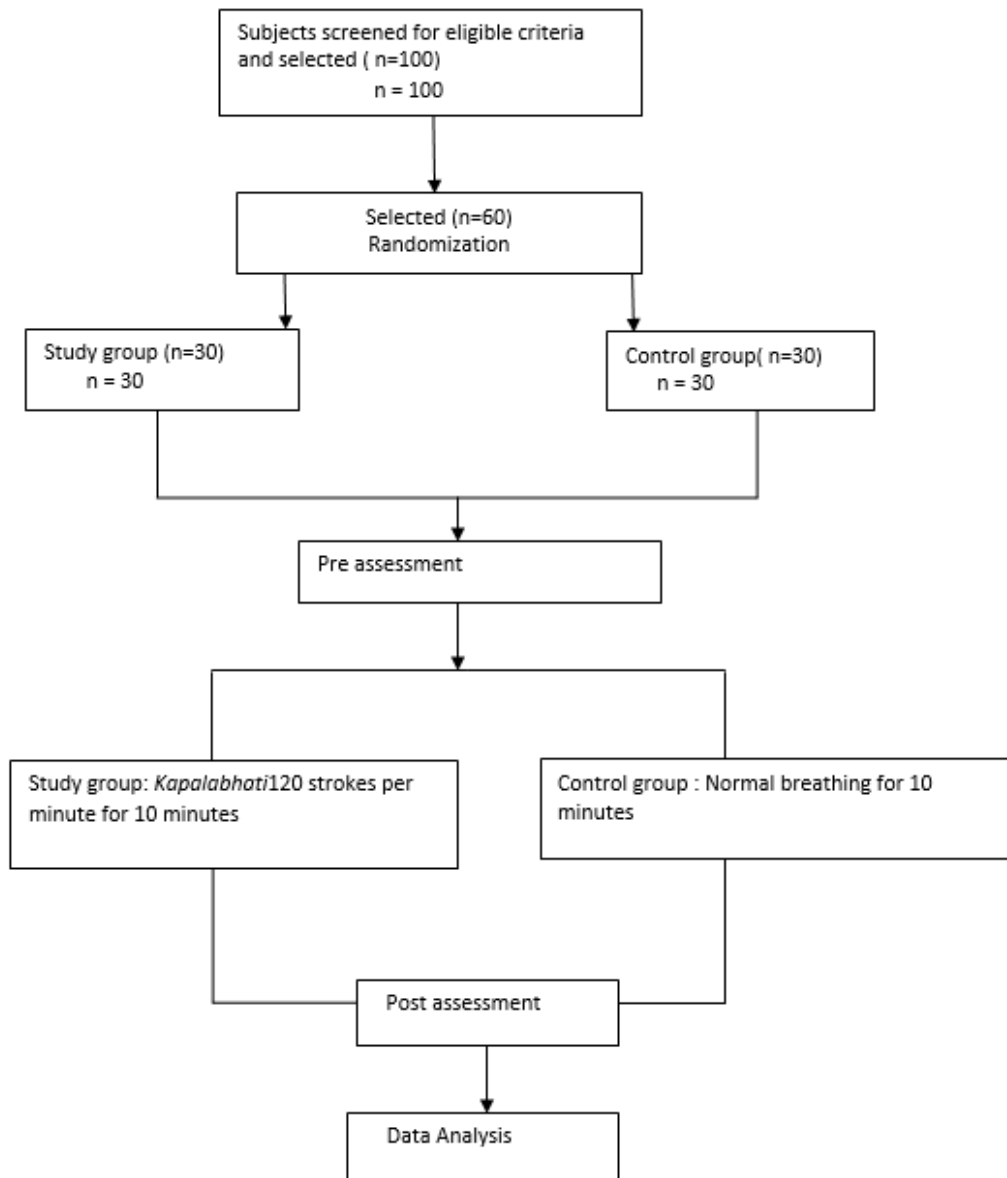 Subjects screened for eligible criteria
and selected ( n=100)
n = 100
Selected (n=60)
Randomization
Study group (n=30)
n = 30
Control group( n=30)
n = 30
Pre assessment
Study group: Kapalabhati120 strokes per
minute for 10 minutes
Control group : Normal breathing for 10
minutes
Post assessment
Data Analysis